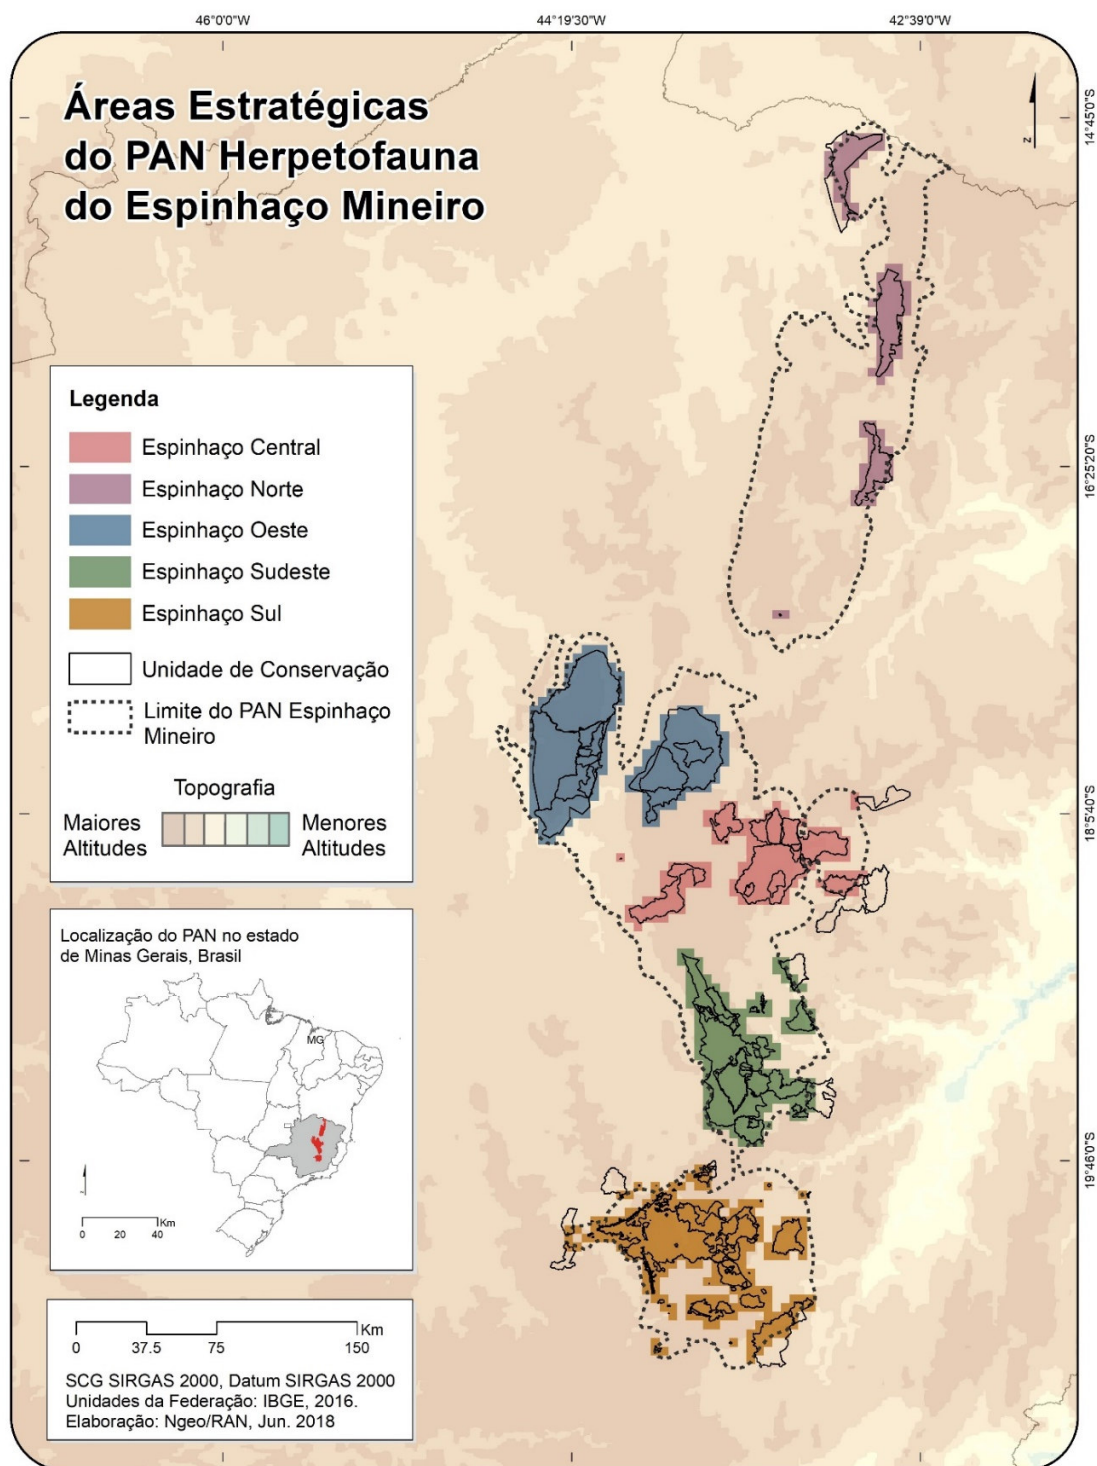 46°0'0"W
44°19'30"W
42°39'0"W
Áreas Estratégicas
do PAN Herpetofauna
do Espinhaço Mineiro
z
14°45'0"S
16°25'20"S
18°5'40"S
19°46'0"S
Legenda
Espinhaço Central
Espinhaço Norte
Espinhaço Oeste
Espinhaço Sudeste
Espinhaço Sul
Unidade de Conservação
Limite do PAN Espinhaço
Mineiro
Topografia
Maiores
Altitudes
Menores
Altitudes
Localização do PAN no estado
de Minas Gerais, Brasil
MG
Km
0 20 40
Km
0 37.5 75 150
SCG SIRGAS 2000, Datum SIRGAS 2000
Unidades da Federação: IBGE, 2016.
Elaboração: Ngeo/RAN, Jun. 2018